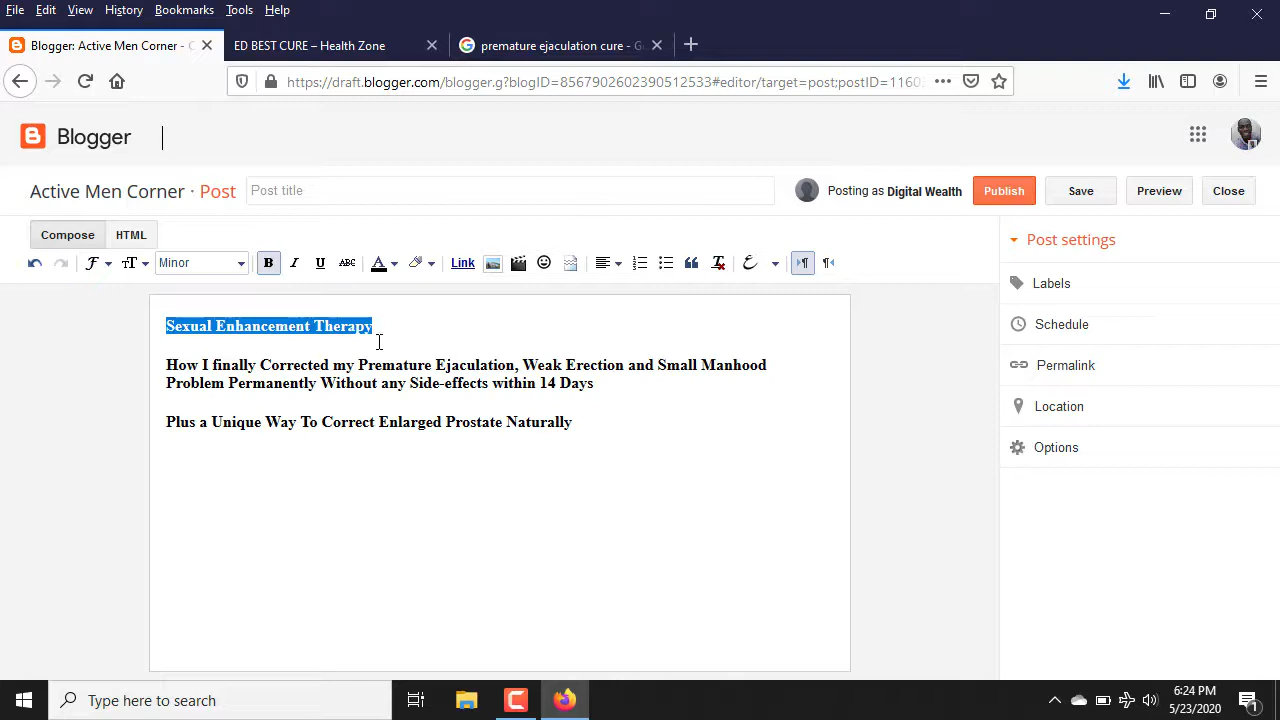 File Edit View History Bookmarks Tools Help
Blogger: Active Men Corner - C ED BEST CURE – Health Zone premature ejaculation cure - G
https://draft.blogger.com/blogger.g?blogID=8567902602390512533#editor/target=post;postID=1160
Blogger
Active Men Corner · Post Post title Posting as Digital Wealth Publish Save Preview Close
Compose HTML Post settings
Minor B I U ABC A Link
Labels
Schedule
Permalink
Location
Options
Sexual Enhancement Therapy
How I finally Corrected my Premature Ejaculation, Weak Erection and Small Manhood
Problem Permanently Without any Side-effects within 14 Days
Plus a Unique Way To Correct Enlarged Prostate Naturally
Type here to search
6:24 PM
5/23/2020
1